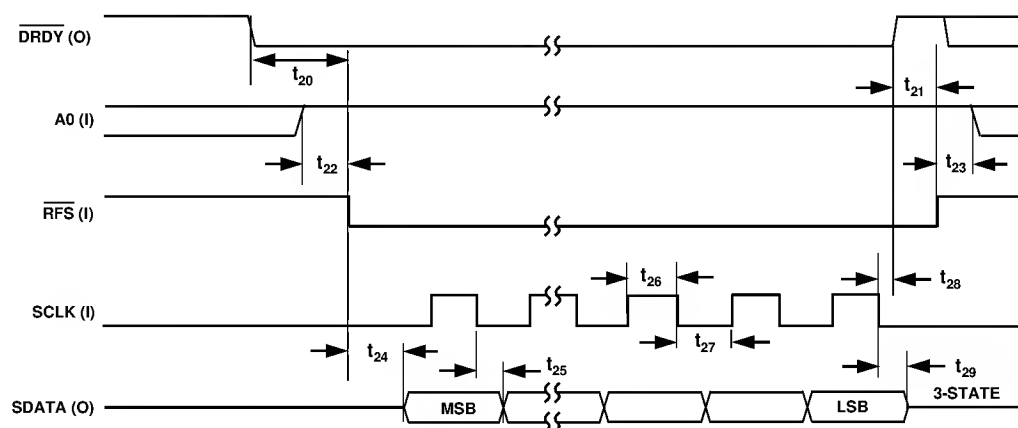 DRDY (O)
t20
t21
A0 (I)
t22
t23
RFS (I)
t26
t28
SCLK (I)
t27
t24
t25
t29
3-STATE
SDATA (O)
MSB
LSB